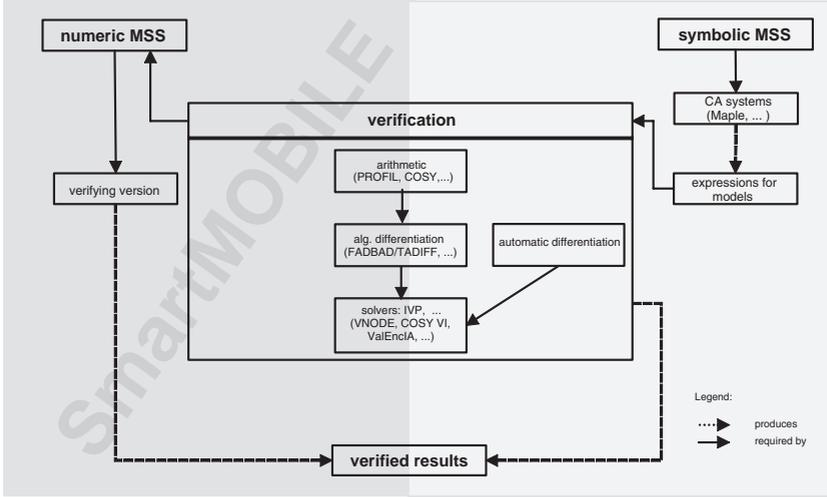 numeric MSS
symbolic MSS
SmartMOBILE
CA systems
(Maple, ... )
verification
arithmetic
(PROFIL, COSY,...)
verifying version
expressions for
models
alg. differentiation
(FADBAD/TADIFF, ...)
automatic differentiation
solvers: IVP, ...
(VNODE, COSY VI,
ValEncIA, ...)
Legend:
produces
required by
verified results